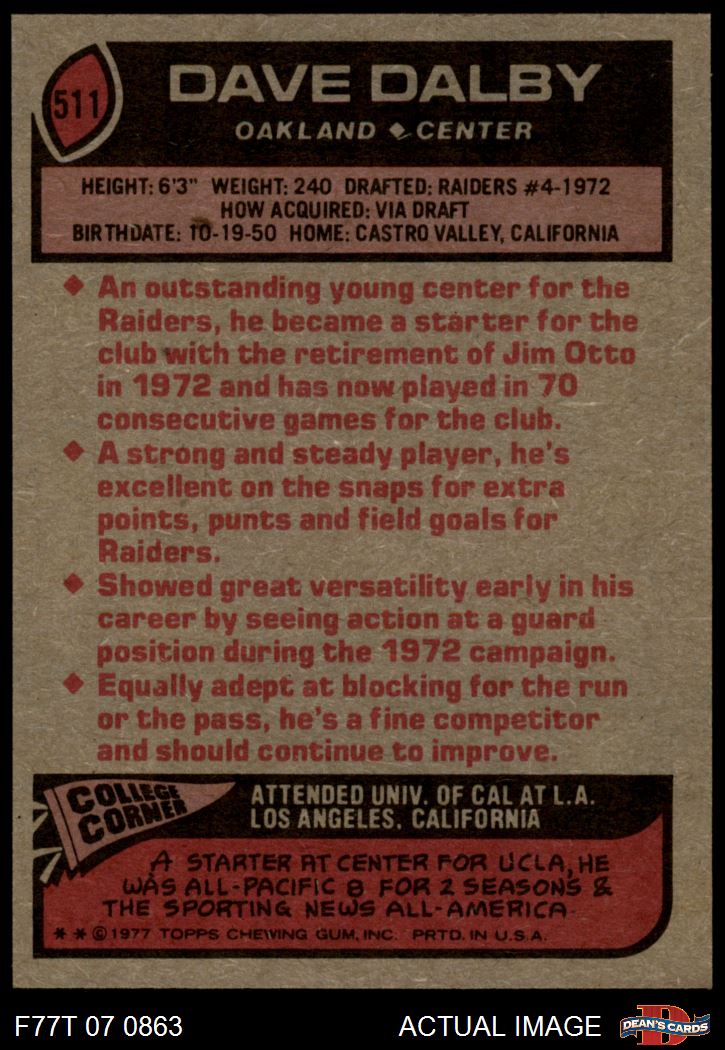 511
DAVE DALBY
OAKLAND ◆ CENTER
HEIGHT: 6'3" WEIGHT: 240 DRAFTED: RAIDERS #4-1972
HOW ACQUIRED: VIA DRAFT
BIRTHDATE: 10-19-50 HOME: CASTRO VALLEY, CALIFORNIA
◆ An outstanding young center for the
Raiders, he became a starter for the
club with the retirement of Jim Otto
in 1972 and has now played in 70
consecutive games for the club.
◆ A strong and steady player, he's
excellent on the snaps for extra
points, punts and field goals for
Raiders.
◆ Showed great versatility early in his
career by seeing action at a guard
position during the 1972 campaign.
◆ Equally adept at blocking for the run
or the pass, he's a fine competitor
and should continue to improve.
COLLEGE
CORNER
ATTENDED UNIV. OF CAL AT L.A.
LOS ANGELES, CALIFORNIA
A STARTER AT CENTER FOR UCLA, HE
WAS ALL-PACIFIC 8 FOR 2 SEASONS &
THE SPORTING NEWS ALL-AMERICA.
* * © 1977 TOPPS CHEWING GUM, INC. PRTD. IN U.S.A.
F77T 07 0863
ACTUAL IMAGE
D
DEAN'S CARDS